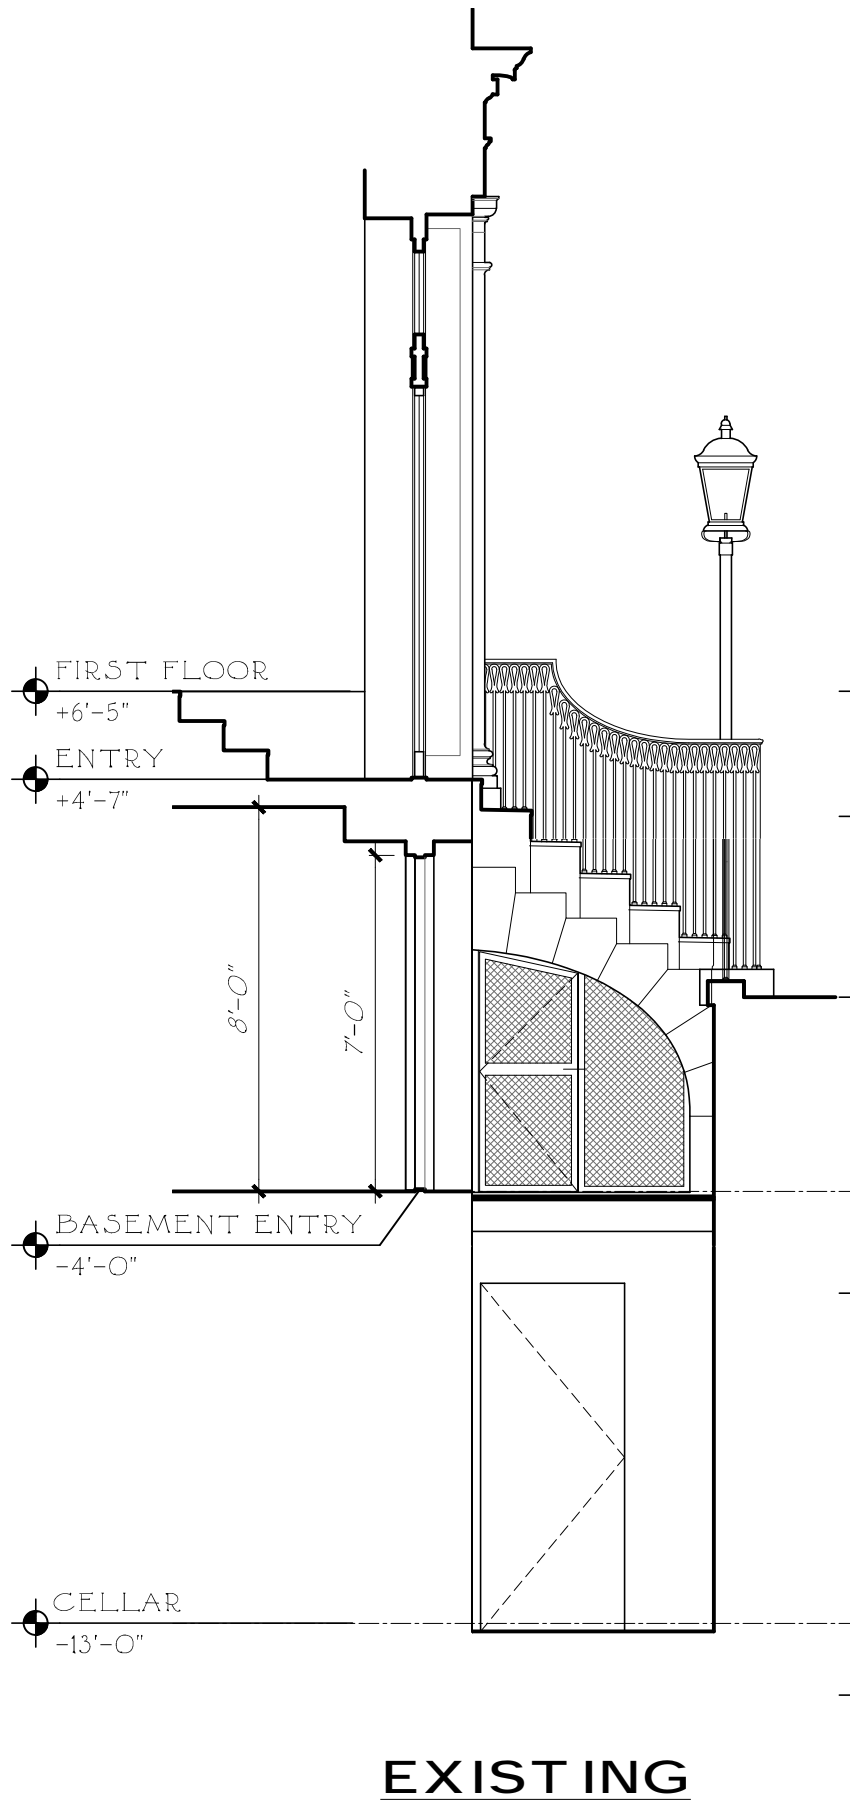 FIRST FLOOR
+6'-5"
ENTRY
+4'-7"
8'-0"
7'-0"
BASEMENT ENTRY
-4'-0"
CELLAR
-13'-0"
EXISTING